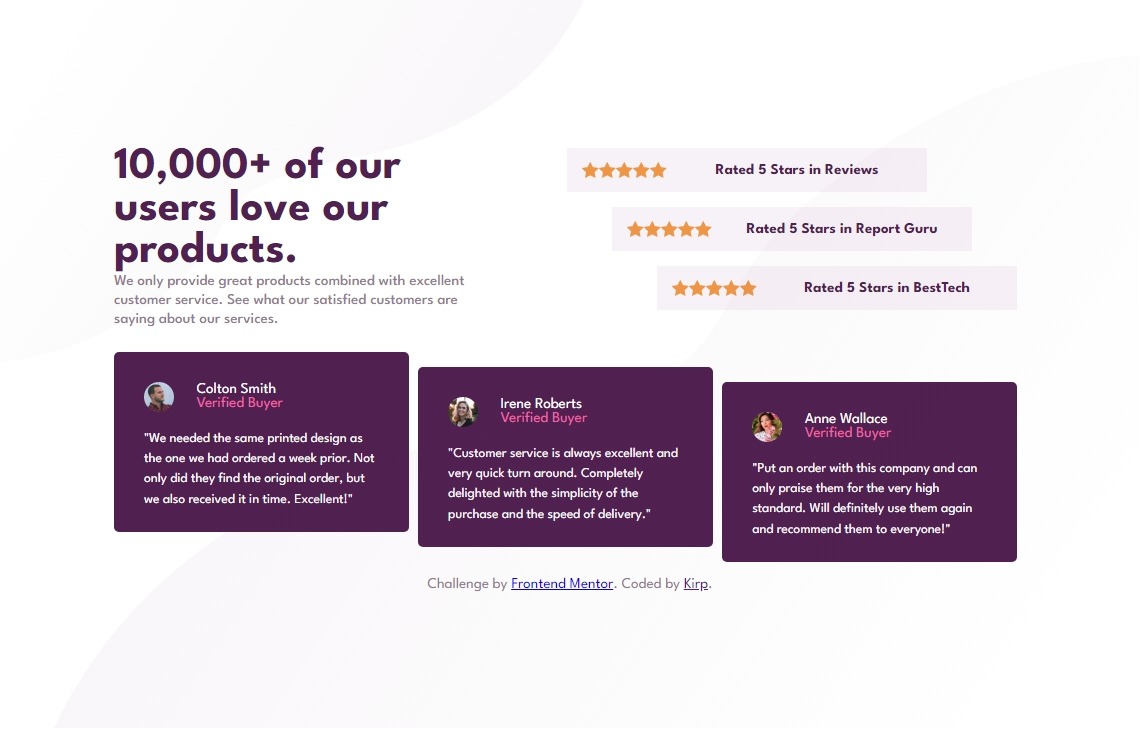 10,000+ of our
users love our
products.
We only provide great products combined with excellent
customer service. See what our satisfied customers are
saying about our services.
Rated 5 Stars in Reviews
Rated 5 Stars in Report Guru
Rated 5 Stars in BestTech
Colton Smith
Verified Buyer
"We needed the same printed design as
the one we had ordered a week prior. Not
only did they find the original order, but
we also received it in time. Excellent!"
Irene Roberts
Verified Buyer
"Customer service is always excellent and
very quick turn around. Completely
delighted with the simplicity of the
purchase and the speed of delivery."
Anne Wallace
Verified Buyer
"Put an order with this company and can
only praise them for the very high
standard. Will definitely use them again
and recommend them to everyone!"
Challenge by Frontend Mentor. Coded by Kirp.